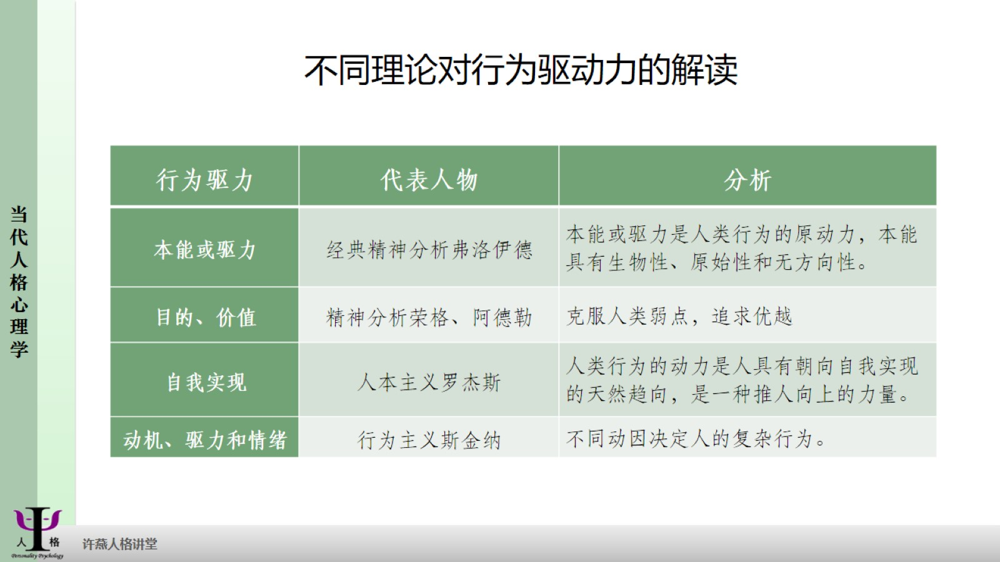 不同理论对行为驱动力的解读
行为驱力
代表人物
分析
本能或驱力
经典精神分析弗洛伊德
本能或驱力是人类行为的原动力，本能
具有生物性、原始性和无方向性。
目的、价值
精神分析荣格、阿德勒
克服人类弱点，追求优越
自我实现
人本主义罗杰斯
人类行为的动力是人具有朝向自我实现
的天然趋向，是一种推人向上的力量。
动机、驱力和情绪
行为主义斯金纳
不同动因决定人的复杂行为。
当代人格心理学
人 格
Personality Psychology
许燕人格讲堂